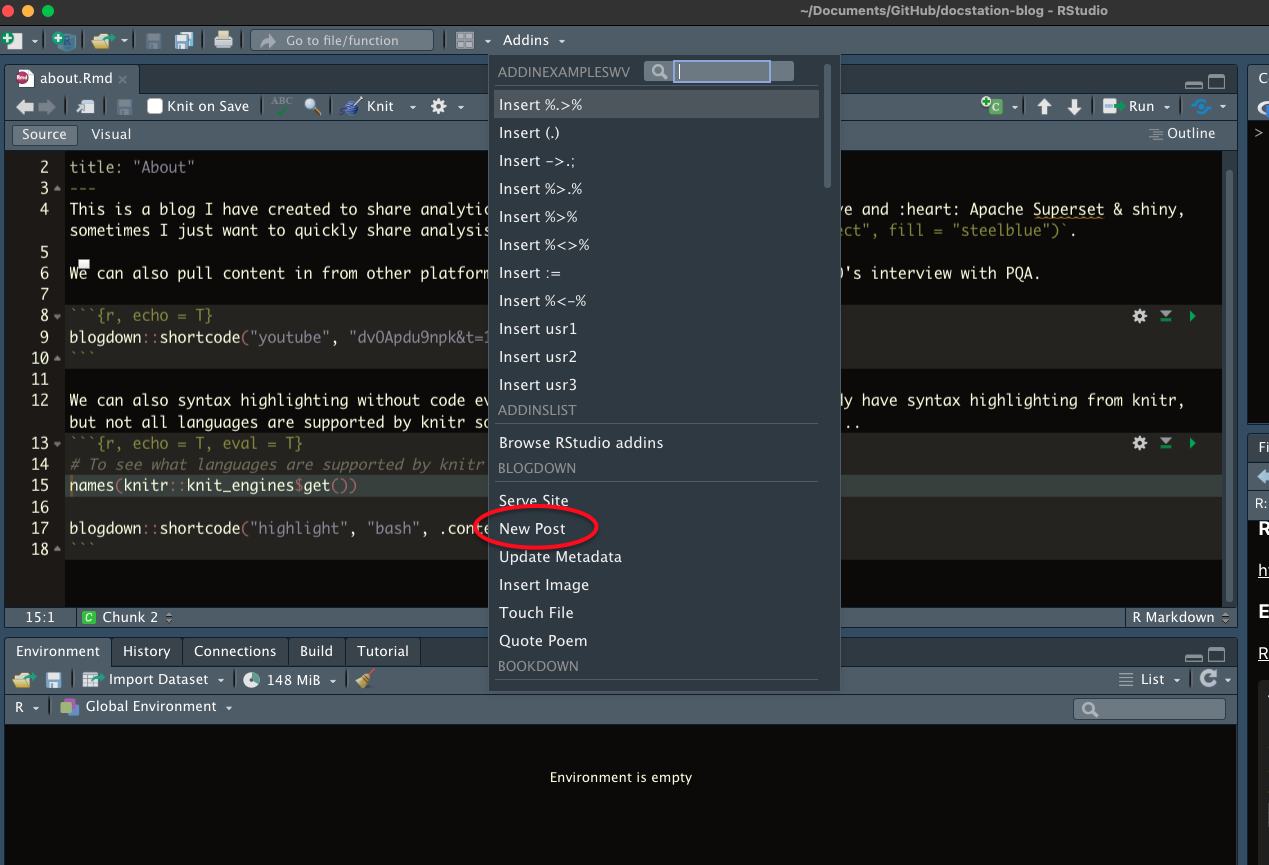 ~/Documents/GitHub/docstation-blog - RStudio
Go to file/function
Addins
about.Rmd
Knit on Save
ABC
Knit
Run
Source
Visual
Outline
2 title: "About"
3 ---
4 This is a blog I have created to share analytic
ve and :heart: Apache Superset & shiny,
sometimes I just want to quickly share analysis
ect", fill = "steelblue")`.
5
6 We can also pull content in from other platform
O's interview with PQA.
7
8 ```{r, echo = T}
9 blogdown::shortcode("youtube", "dvOApdu9npk&t=1
10 ```
11
12 We can also syntax highlighting without code ev
dy have syntax highlighting from knitr,
but not all languages are supported by knitr so
..
13 ```{r, echo = T, eval = T}
14 # To see what languages are supported by knitr
15 names(knitr::knit_engines$get())
16
17 blogdown::shortcode("highlight", "bash", .conte
18 ```
15:1
Chunk 2
R Markdown
ADDINEXAMPLESWV
Insert %.>%
Insert (.)
Insert ->.;
Insert %>.%
Insert %>%
Insert %<>%
Insert :=
Insert %<-%
Insert usr1
Insert usr2
Insert usr3
ADDINSLIST
Browse RStudio addins
BLOGDOWN
Serve Site
New Post
Update Metadata
Insert Image
Touch File
Quote Poem
BOOKDOWN
Environment
History
Connections
Build
Tutorial
Import Dataset
148 MiB
List
R
Global Environment
Environment is empty
C
>
Fi
R:
R
h
E
R